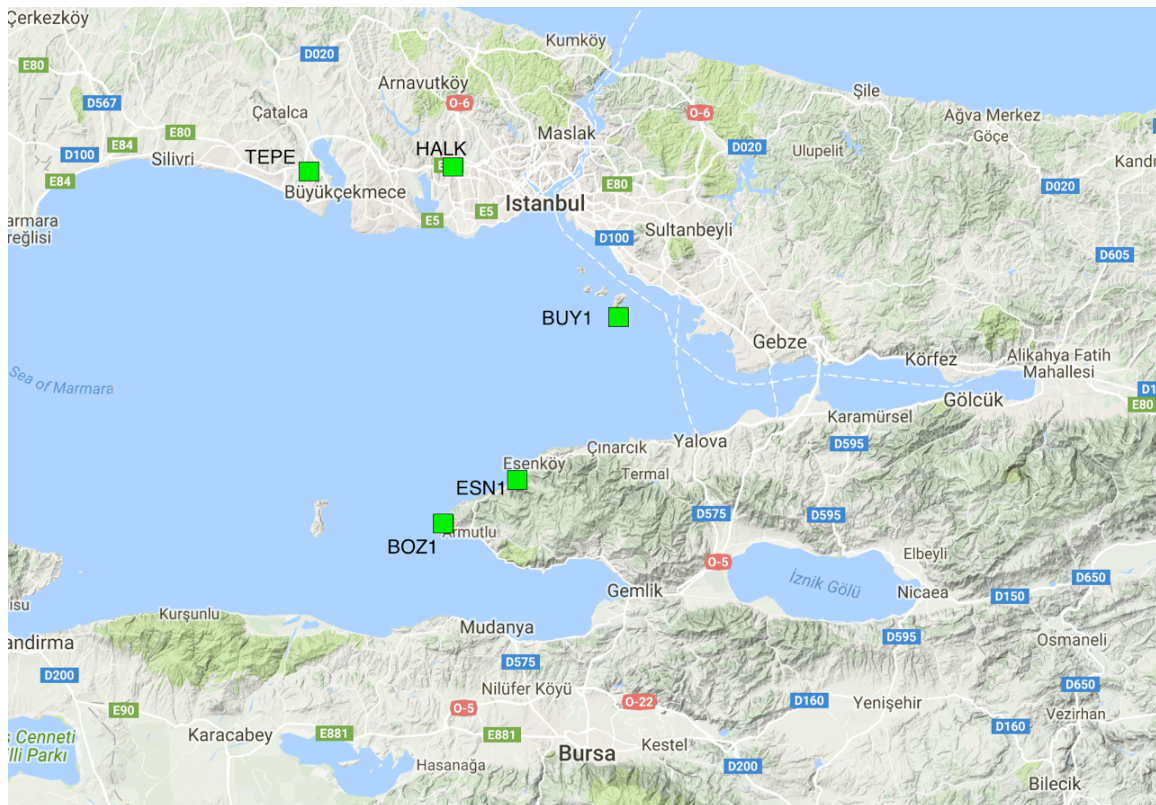 Çerkezköy
Kumköy
D020
E80
Arnavutköy
Şile
D567
O-6
O-6
Ağva Merkez
Göçe
Çatalca
Maslak
E84
E80
D100
Silivri
TEPE
HALK
D020
Ulupelit
E80
E84
Büyükçekmece
Istanbul
D020
E5
E5
D100
Sultanbeyli
D605
BUY1
Gebze
Körfez
Alikahya Fatih
Mahallesi
Sea of Marmara
Gölcük
E80
Karamürsel
Çınarcık
Yalova
D595
Esenköy
Termal
ESN1
D575
D595
Armutlu
BOZ1
O-5
Elbeyli
İznik Gölü
D650
Gemlik
Nicaea
D150
Kurşunlu
Mudanya
D595
Osmaneli
D575
D200
Nilüfer Köyü
D650
O-5
O-22
D160
Yenişehir
E90
Vezirhan
D160
Karacabey
E881
E881
Bursa
Kestel
Hasanağa
D200
Bilecik